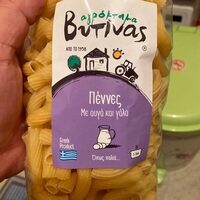 αγρόκτημα
Βυτίνας
ΑΠΟ ΤΟ 1956
®
Πέννες
Με αυγά και γάλα
Greek
Product
Όπως παλιά...